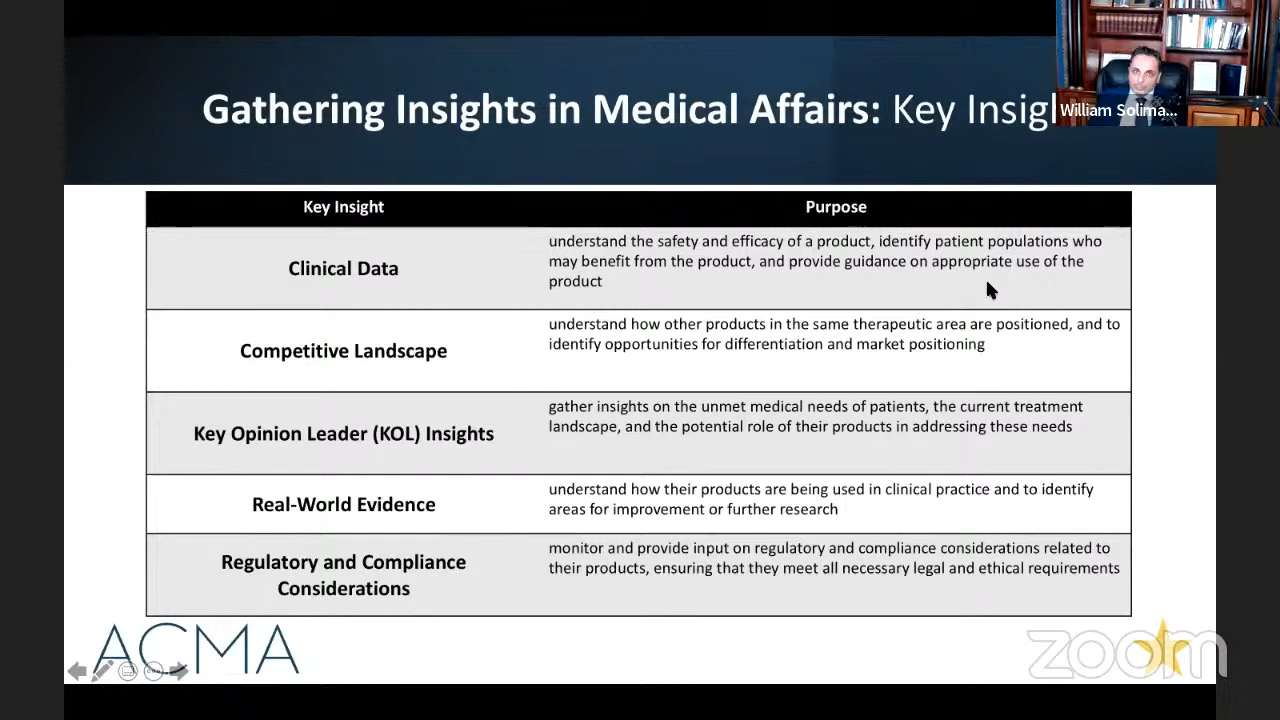 Gathering Insights in Medical Affairs: Key Insig
William Solima...
Key Insight
Purpose
Clinical Data
understand the safety and efficacy of a product, identify patient populations who
may benefit from the product, and provide guidance on appropriate use of the
product
Competitive Landscape
understand how other products in the same therapeutic area are positioned, and to
identify opportunities for differentiation and market positioning
Key Opinion Leader (KOL) Insights
gather insights on the unmet medical needs of patients, the current treatment
landscape, and the potential role of their products in addressing these needs
Real-World Evidence
understand how their products are being used in clinical practice and to identify
areas for improvement or further research
Regulatory and Compliance
Considerations
monitor and provide input on regulatory and compliance considerations related to
their products, ensuring that they meet all necessary legal and ethical requirements
ACMA
zoom